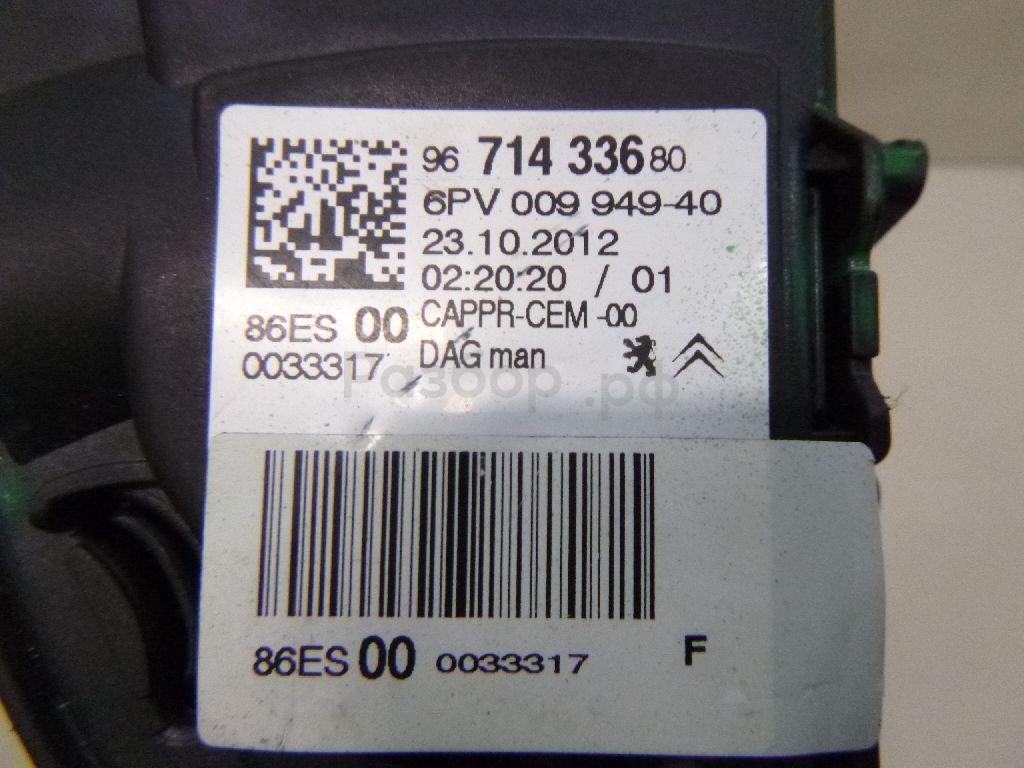 96 714 336 80
6PV 009 949-40
23.10.2012
02:20:20 / 01
CAPPR-CEM -00
DAG man
86ES 00
0033317
Разбор.рф
86ES 00 0033317 F